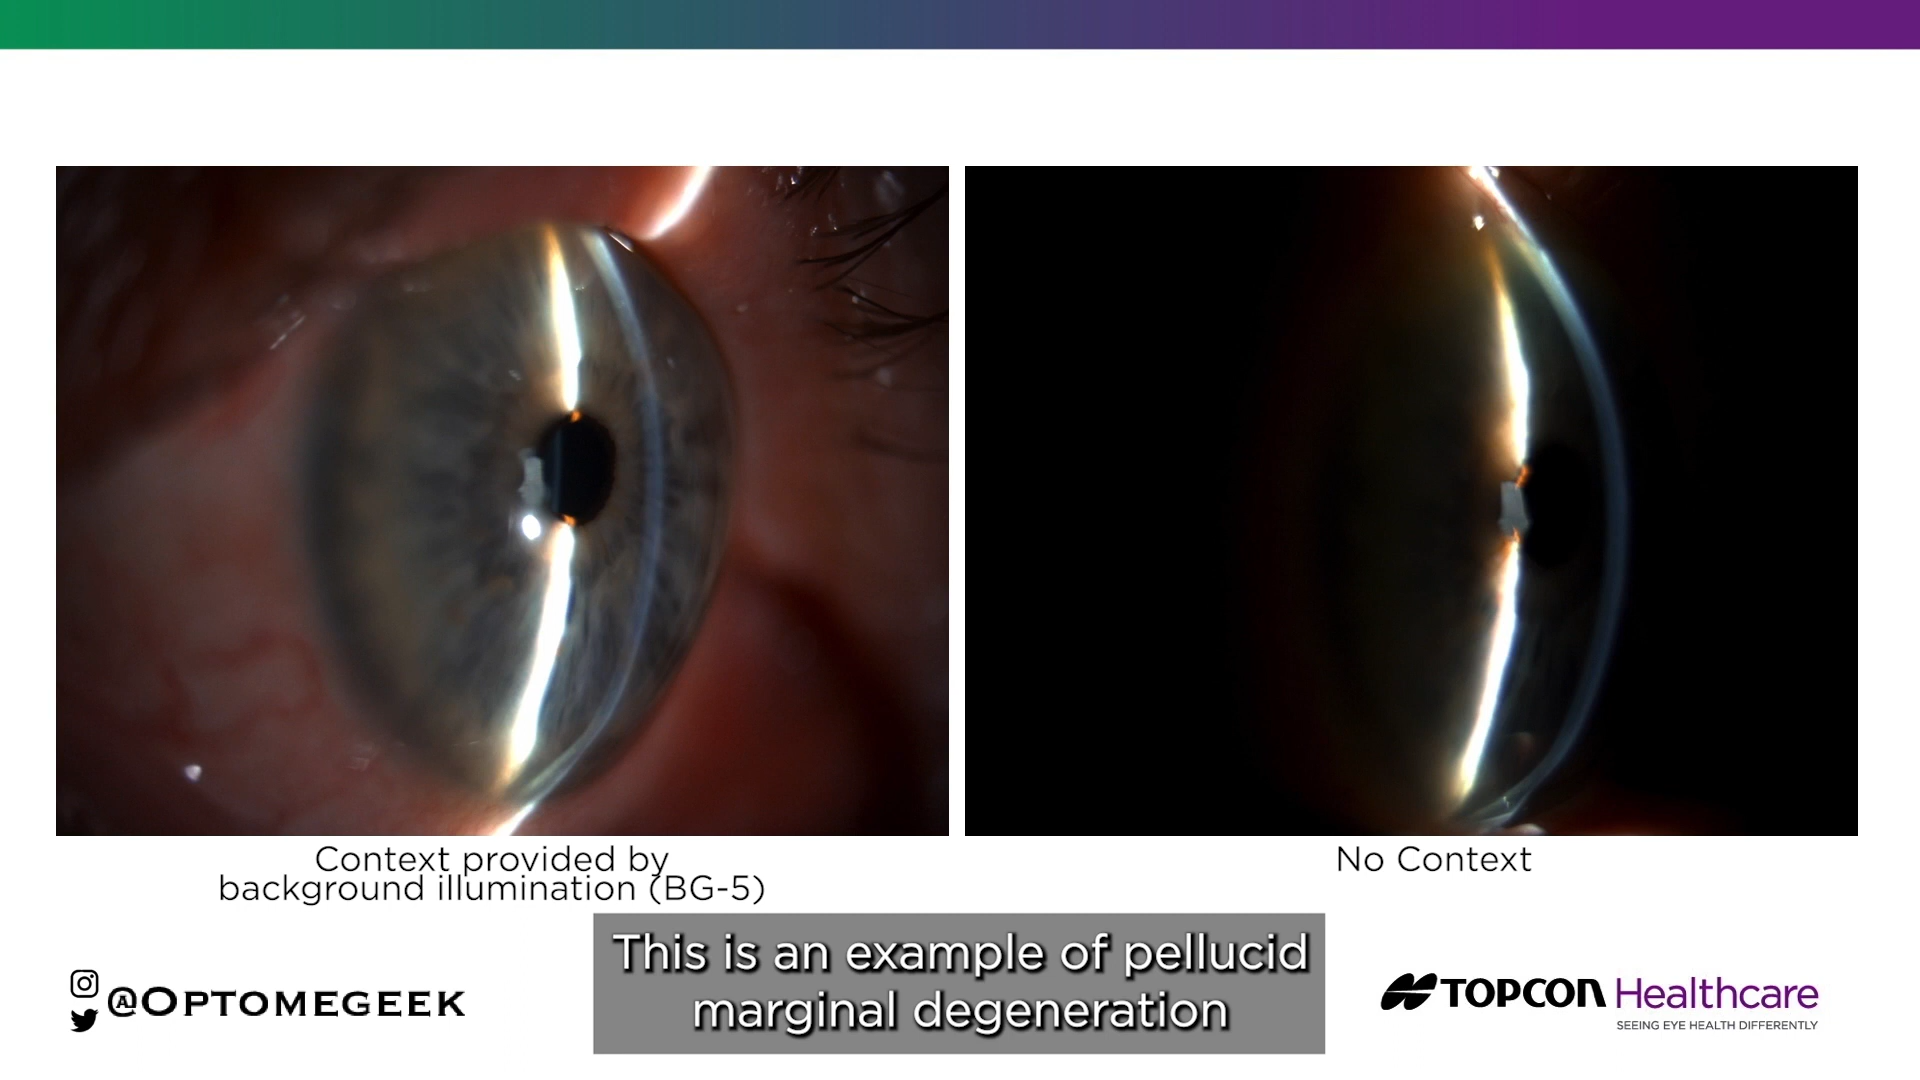 Context provided by
background illumination (BG-5)
No Context
This is an example of pellucid
marginal degeneration
@OPTOMEGEEK
TOPCON Healthcare
SEEING EYE HEALTH DIFFERENTLY